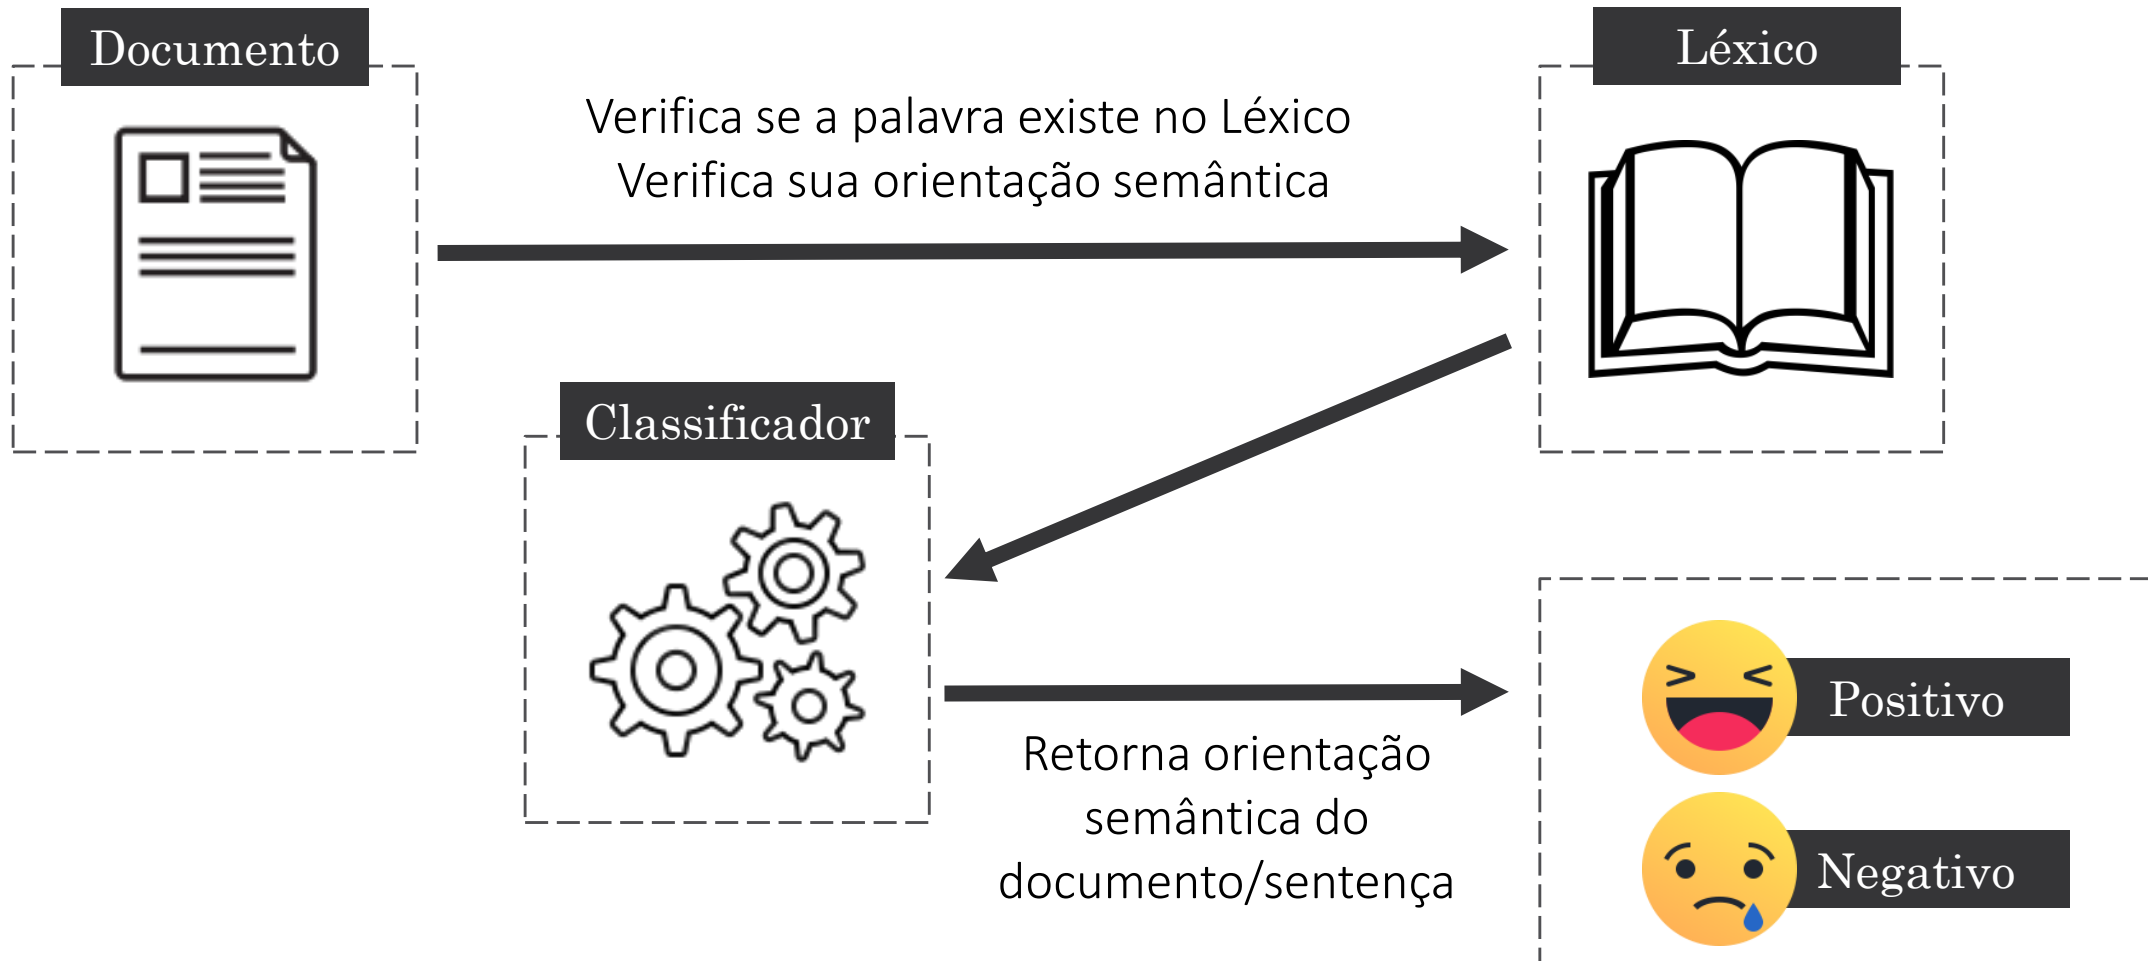 Documento
Léxico
Verifica se a palavra existe no Léxico
Verifica sua orientação semântica
Classificador
Retorna orientação
semântica do
documento/sentença
Positivo
Negativo